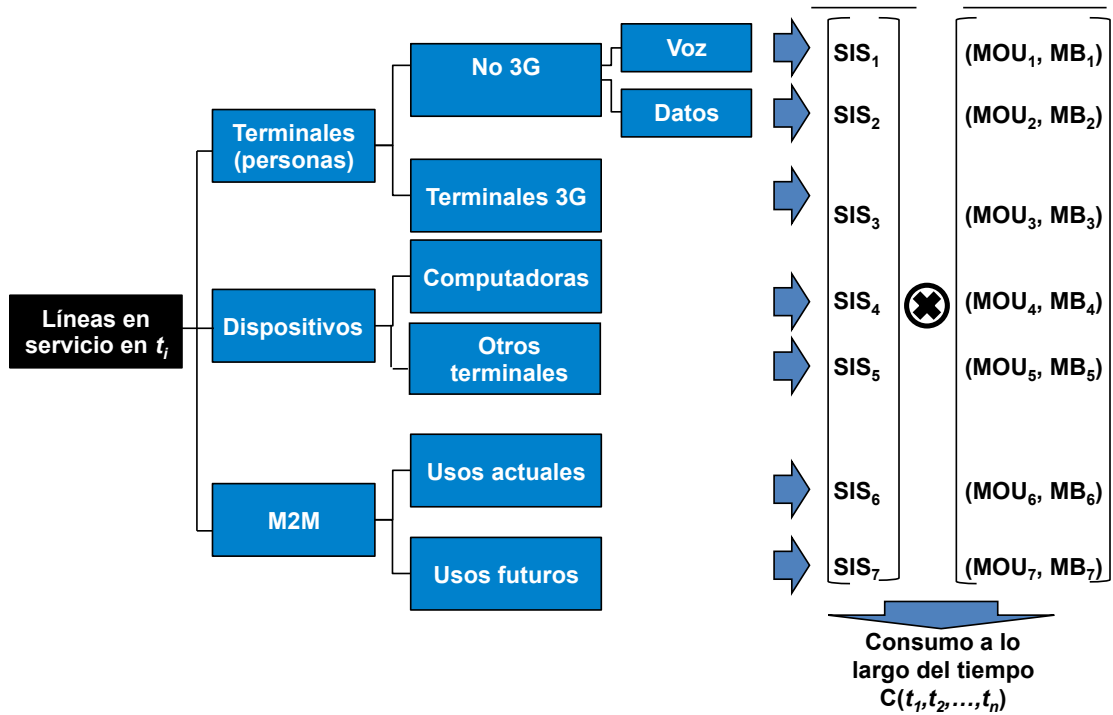 Voz
No 3G
SIS1
(MOU1, MB1)
Datos
SIS2
(MOU2, MB2)
Terminales
(personas)
Terminales 3G
SIS3
(MOU3, MB3)
Computadoras
SIS4
(MOU4, MB4)
Líneas en
servicio en ti
Dispositivos
Otros
terminales
SIS5
(MOU5, MB5)
Usos actuales
SIS6
(MOU6, MB6)
M2M
Usos futuros
SIS7
(MOU7, MB7)
Consumo a lo
largo del tiempo
C(t1,t2,...,tn)